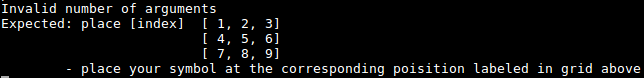 Invalid number of arguments
Expected: place [index]  [ 1, 2, 3]
[ 4, 5, 6]
[ 7, 8, 9]
- place your symbol at the corresponding poisition labeled in grid above